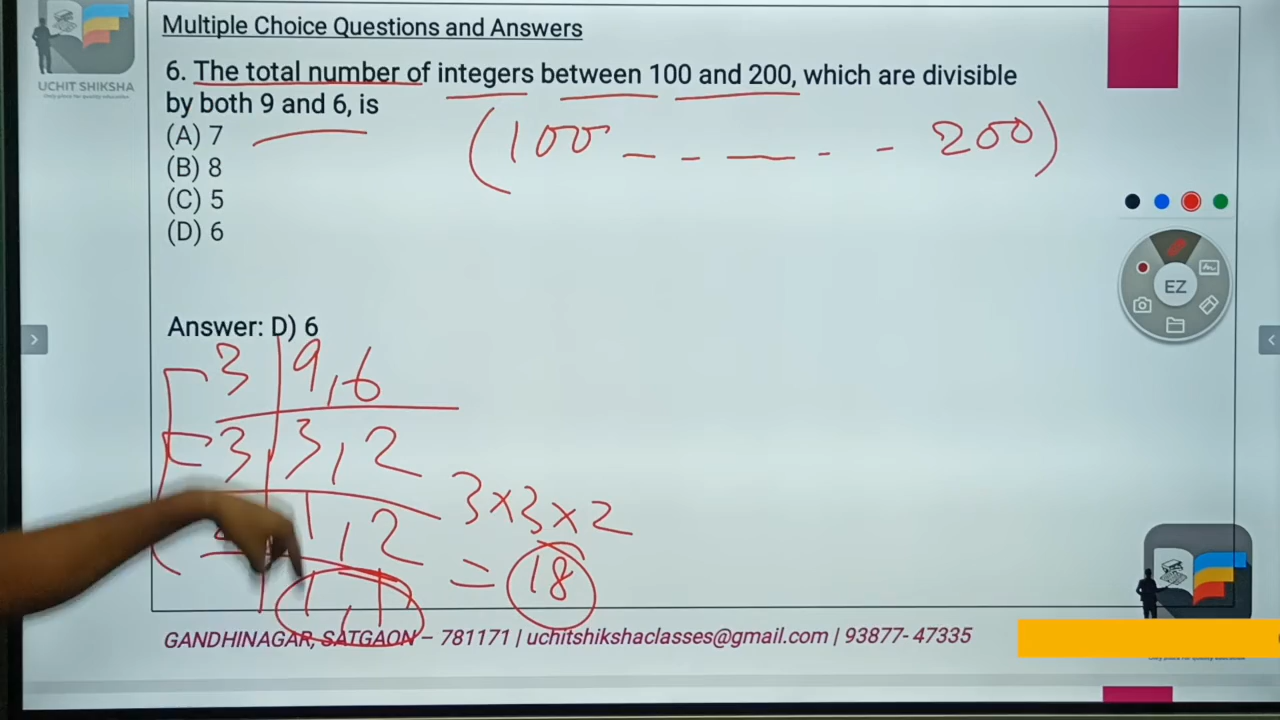 UCHIT SHIKSHA
Multiple Choice Questions and Answers
6. The total number of integers between 100 and 200, which are divisible
by both 9 and 6, is
(A) 7
(B) 8
(C) 5
(D) 6
(100 _ _ _ - - 200)
EZ
Answer: D) 6
3 9, 6
3 3, 2
1, 2
1, 1
3×3×2
= 18
GANDHINAGAR, SATGAON – 781171 | uchitshikshaclasses@gmail.com | 93877- 47335